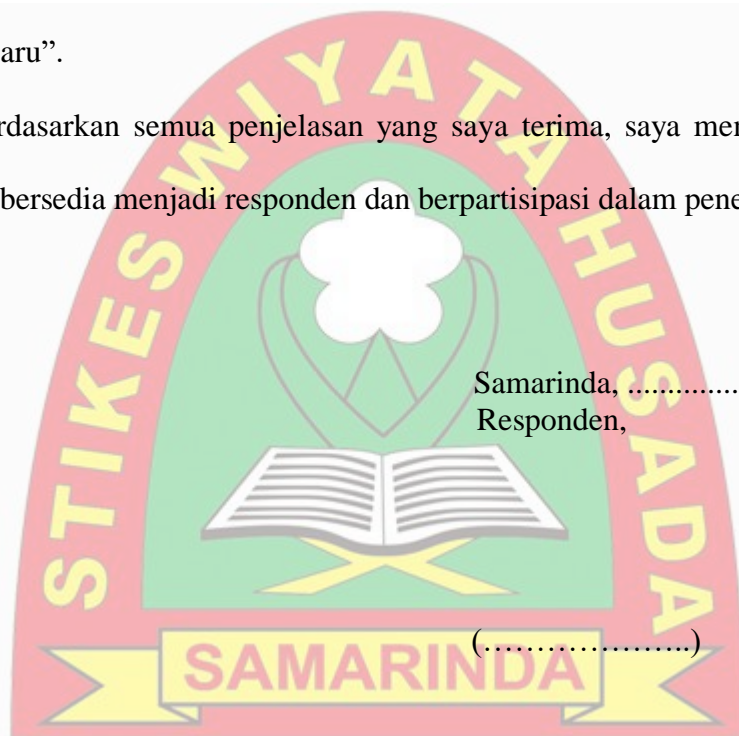 aru”.
rdasarkan semua penjelasan yang saya terima, saya mer
bersedia menjadi responden dan berpartisipasi dalam pene
STIKES WIYATA HUSADA
Samarinda, ..............
Responden,
(………………..)
SAMARINDA